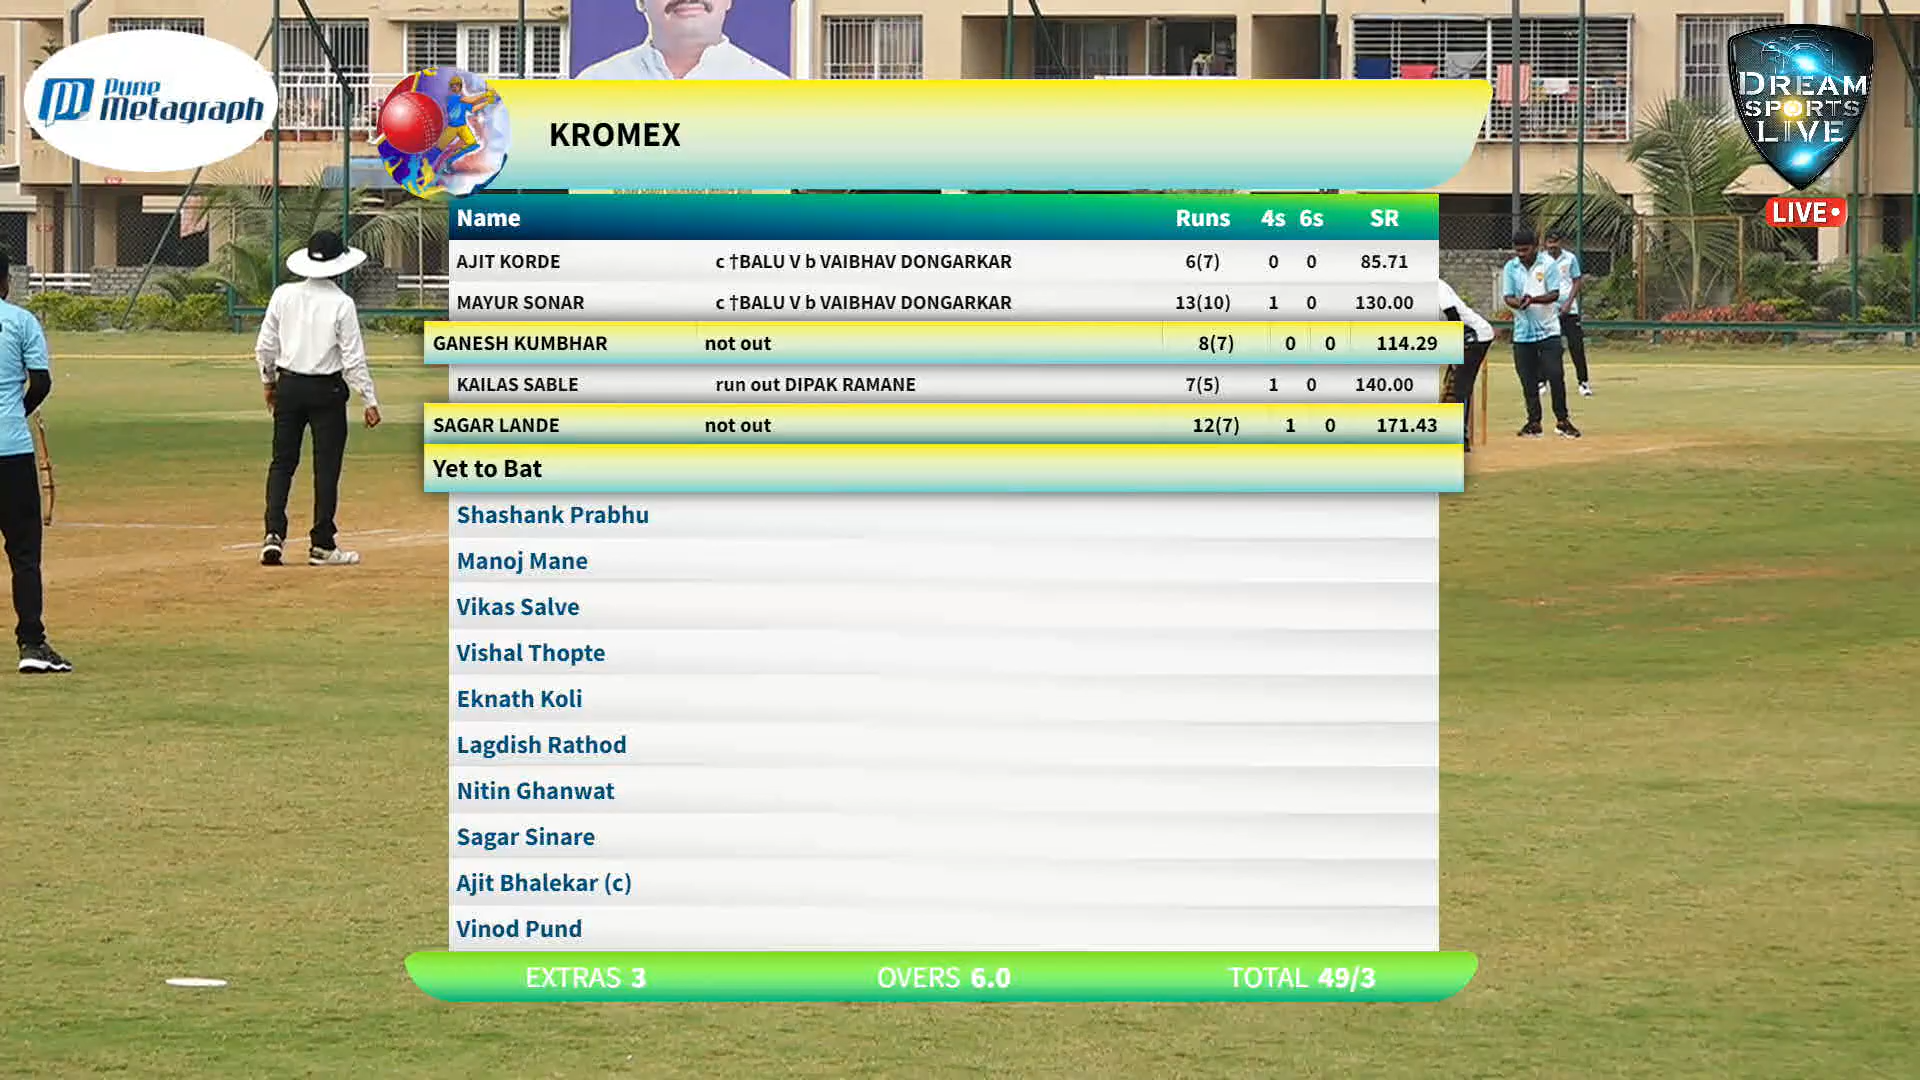 Pune
Metagraph
DREAM
SPORTS
LIVE
LIVE
KROMEX
Name Runs 4s 6s SR
AJIT KORDE c †BALU V b VAIBHAV DONGARKAR 6(7) 0 0 85.71
MAYUR SONAR c †BALU V b VAIBHAV DONGARKAR 13(10) 1 0 130.00
GANESH KUMBHAR not out 8(7) 0 0 114.29
KAILAS SABLE run out DIPAK RAMANE 7(5) 1 0 140.00
SAGAR LANDE not out 12(7) 1 0 171.43
Yet to Bat
Shashank Prabhu
Manoj Mane
Vikas Salve
Vishal Thopte
Eknath Koli
Lagdish Rathod
Nitin Ghanwat
Sagar Sinare
Ajit Bhalekar (c)
Vinod Pund
EXTRAS 3 OVERS 6.0 TOTAL 49/3